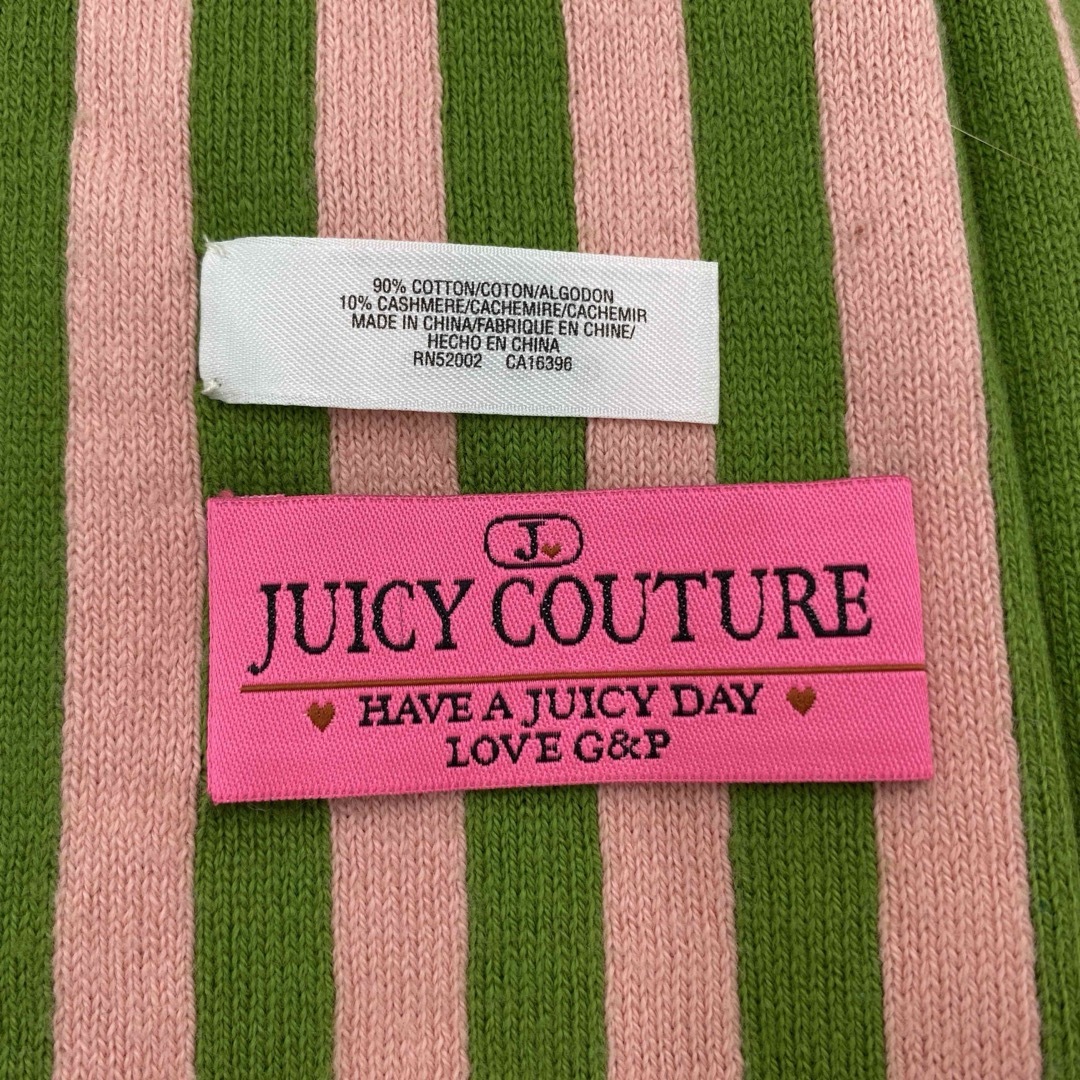 90% COTTON/COTON/ALGODON
10% CASHMERE/CACHEMIRE/CACHEMIR
MADE IN CHINA/FABRIQUE EN CHINE/
HECHO EN CHINA
RN52002 CA16396
J
JUICY COUTURE
HAVE A JUICY DAY
LOVE G&P